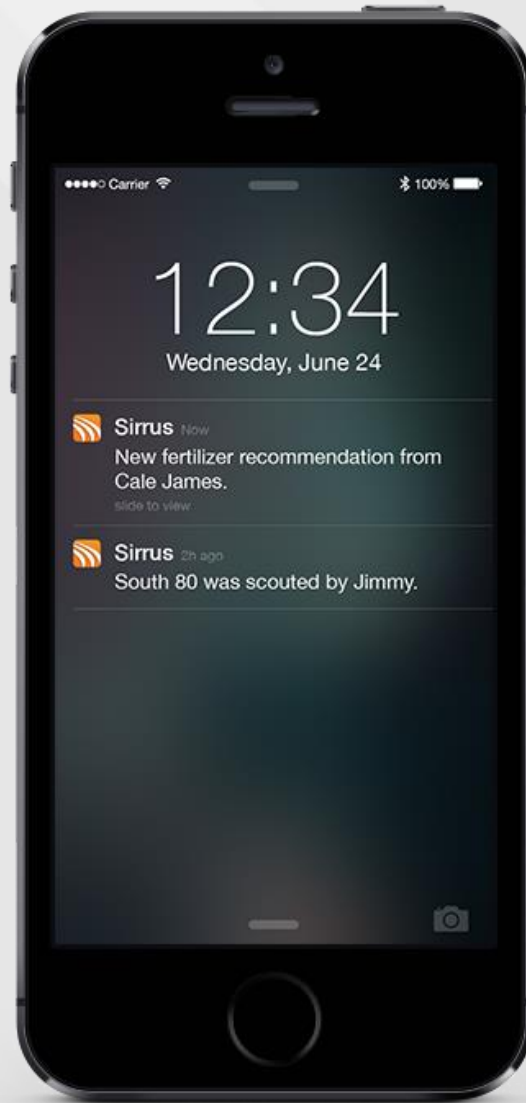 Carrier 100%
12:34
Wednesday, June 24
Sirrus Now
New fertilizer recommendation from
Cale James.
slide to view
Sirrus 2h ago
South 80 was scouted by Jimmy.